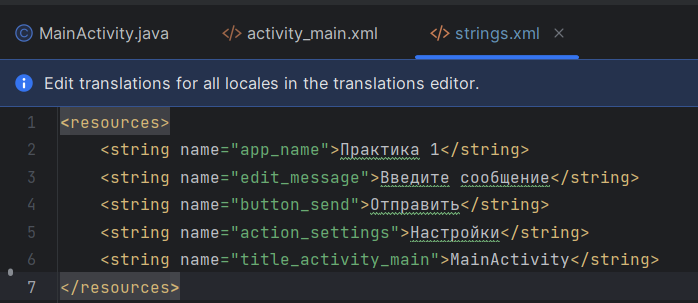 MainActivity.java </> activity_main.xml </> strings.xml ×
Edit translations for all locales in the translations editor.
1 <resources>
2 <string name="app_name">Практика 1</string>
3 <string name="edit_message">Введите сообщение</string>
4 <string name="button_send">Отправить</string>
5 <string name="action_settings">Настройки</string>
6 <string name="title_activity_main">MainActivity</string>
7 </resources>